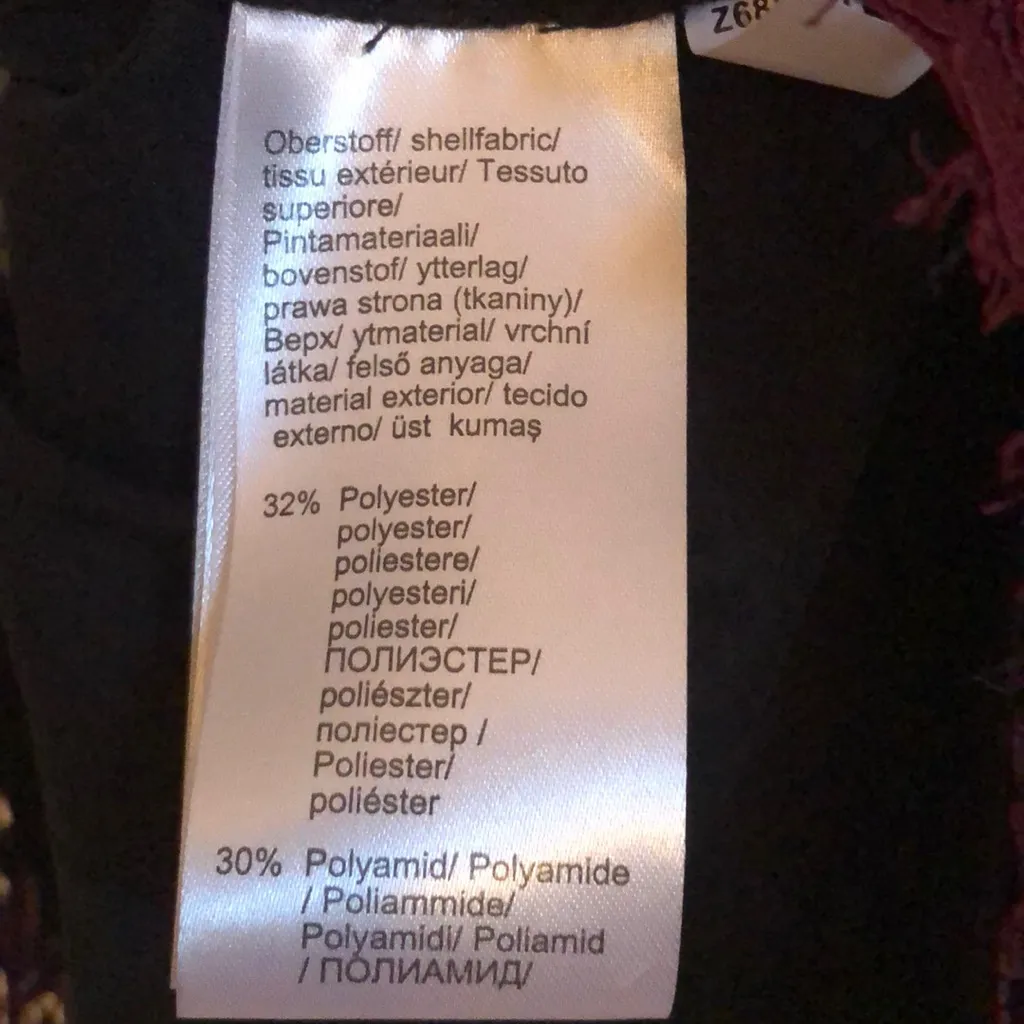 Z68
Oberstoff/ shellfabric/
tissu extérieur/ Tessuto
superiore/
Pintamateriaali/
bovenstof/ ytterlag/
prawa strona (tkaniny)/
Верх/ ytmaterial/ vrchní
látka/ felső anyaga/
material exterior/ tecido
externo/ üst kumaş
32% Polyester/
polyester/
poliestere/
polyesteri/
poliester/
ПОЛИЭСТЕР/
poliészter/
поліестер /
Poliester/
poliéster
30% Polyamid/ Polyamide
/ Poliammide/
Polyamidi/ Poliamid
/ ПОЛИАМИД/